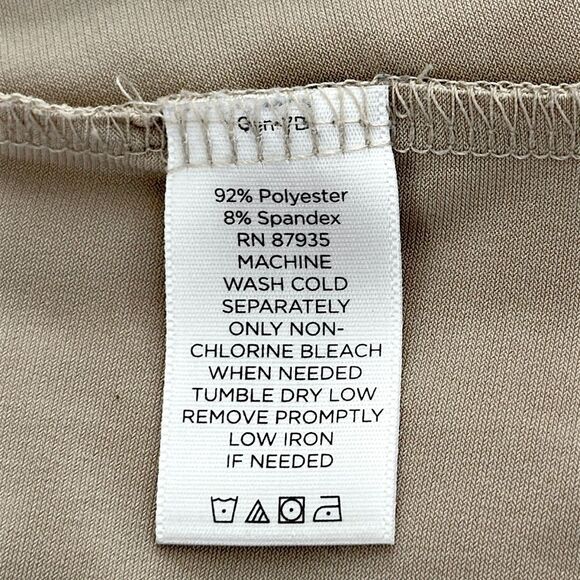 92% Polyester
8% Spandex
RN 87935
MACHINE
WASH COLD
SEPARATELY
ONLY NON-
CHLORINE BLEACH
WHEN NEEDED
TUMBLE DRY LOW
REMOVE PROMPTLY
LOW IRON
IF NEEDED